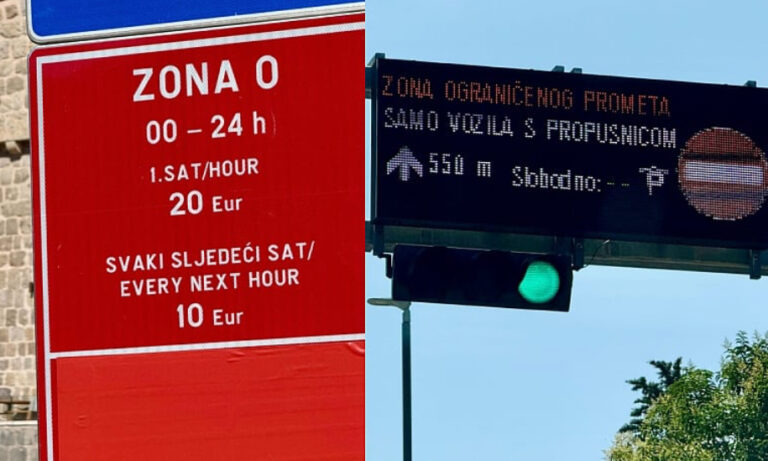 ZONA 0
00 – 24 h
1.SAT/HOUR
20 Eur
SVAKI SLJEDEĆI SAT/
EVERY NEXT HOUR
10 Eur
ZONA OGRANIČENOG PROMETA
SAMO VOZILA S PROPUSNICOM
550 m Slobodno: - - P